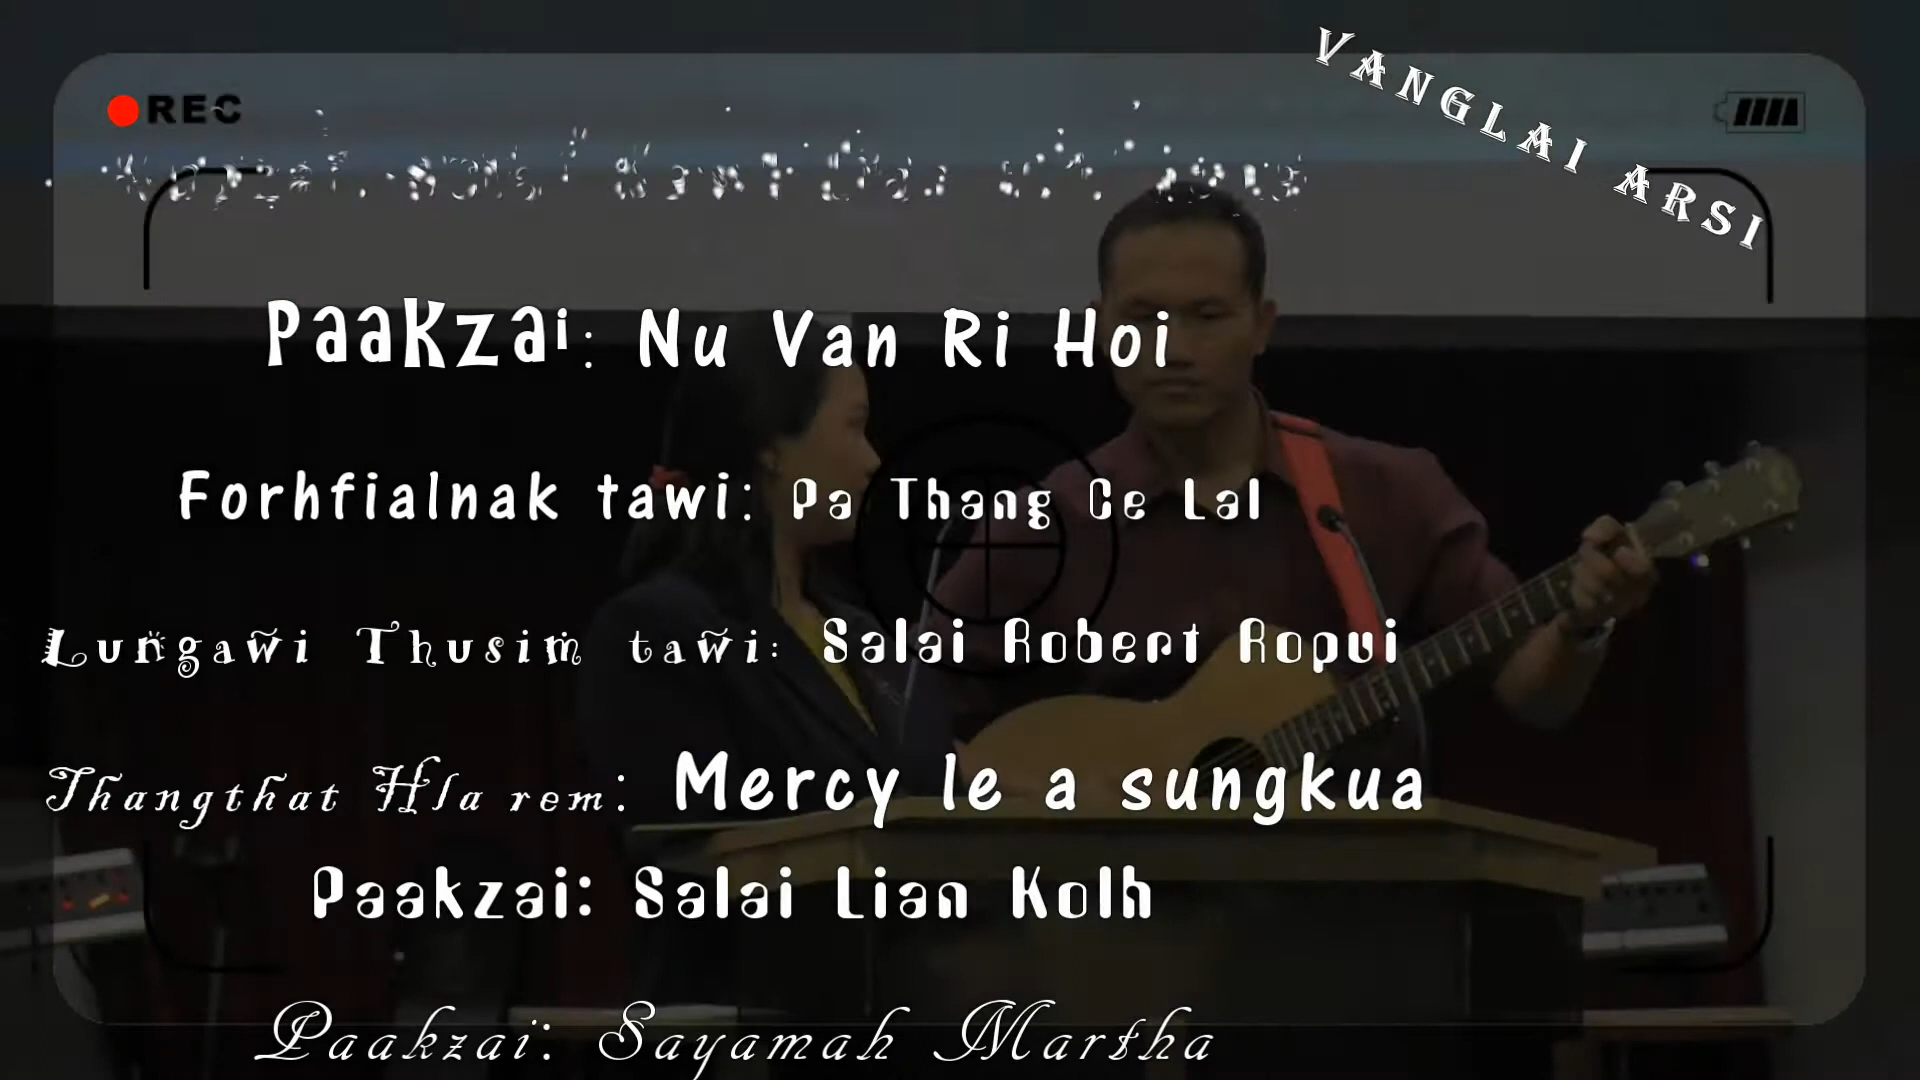 VANGLAI ARSI
REC
Paakzai: Nu Van Ri Hoi
Forhfialnak tawi: Pa Thang Ce Lal
Lungawi Thusim tawi: Salai Robert Ropui
Thangthat Hla rem: Mercy le a sungkua
Paakzai: Salai Lian Kolh
Paakzai: Sayamah Martha